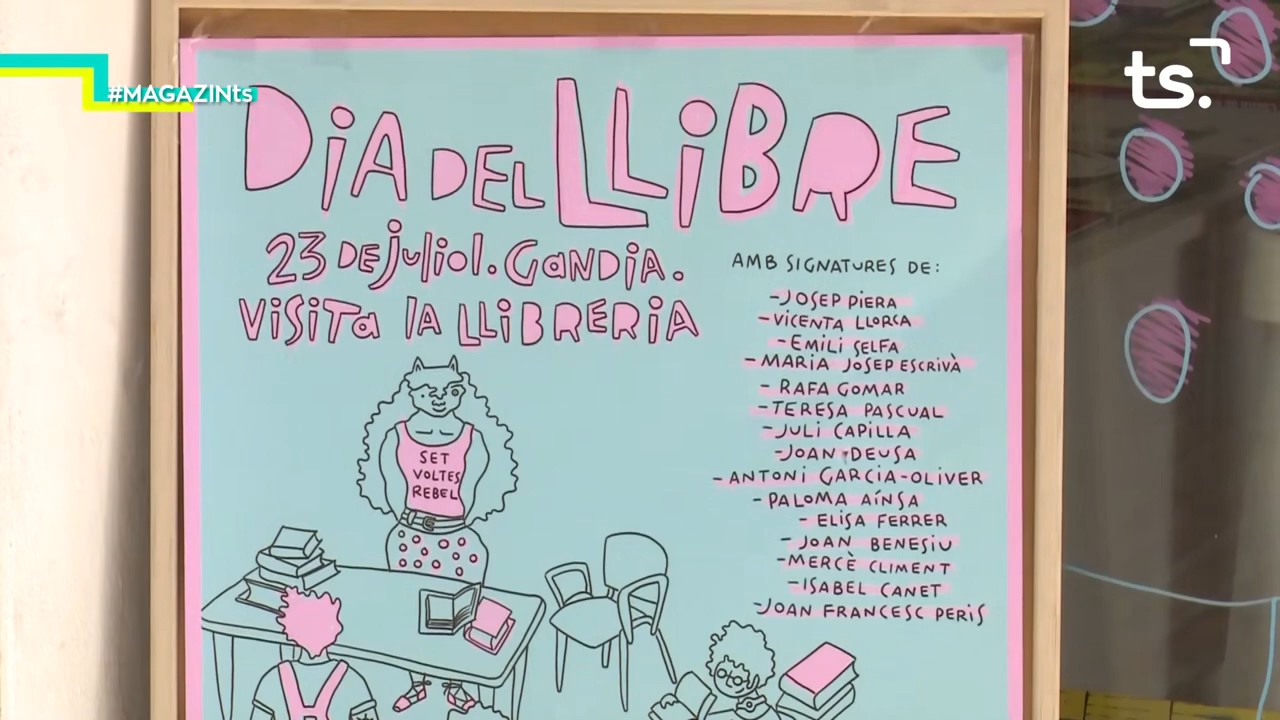 #MAGAZINts
ts.
DiA DEL LLiBRE
23 DE juliol. GaNDiA.
ViSiTa lA LLiBRERiA
AMB SIGNATURES DE:
-JOSEP PIERA
-VICENTA LLORCA
-EMILI SELFA
-MARIA JOSEP ESCRIVÀ
-RAFA GOMAR
-TERESA PASCUAL
-JULI CAPILLA
-JOAN DEUSA
-ANTONI GARCIA-OLIVER
-PALOMA AÍNSA
-ELISA FERRER
-JOAN BENESIU
-MERCÈ CLIMENT
-ISABEL CANET
-JOAN FRANCESC PERIS
SET
VOLTES
REBEL